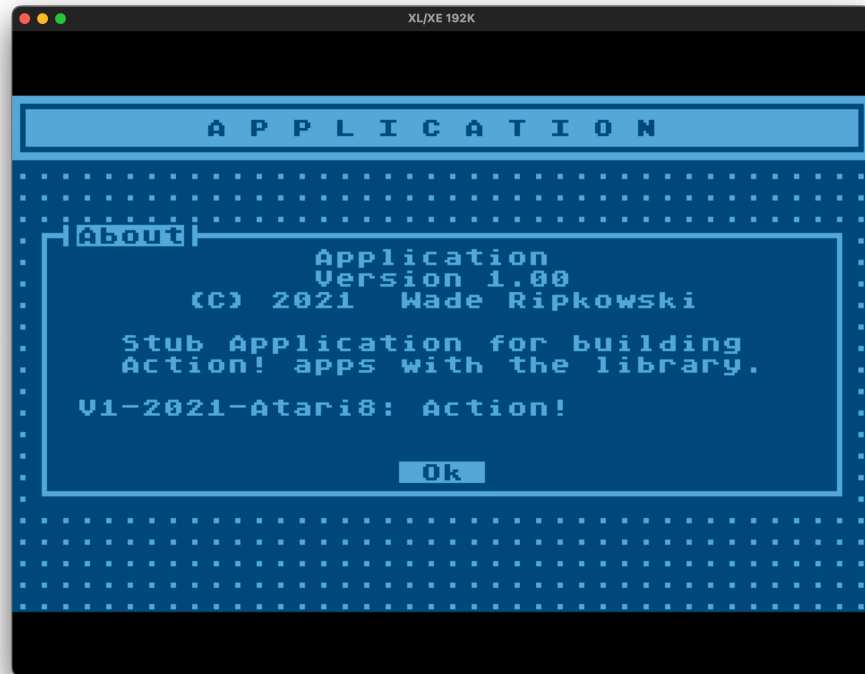 XL/XE 192K
A P P L I C A T I O N
About
Application
Version 1.00
(C) 2021  Wade Ripkowski
Stub Application for building
Action! apps with the library.
V1-2021-Atari8: Action!
Ok